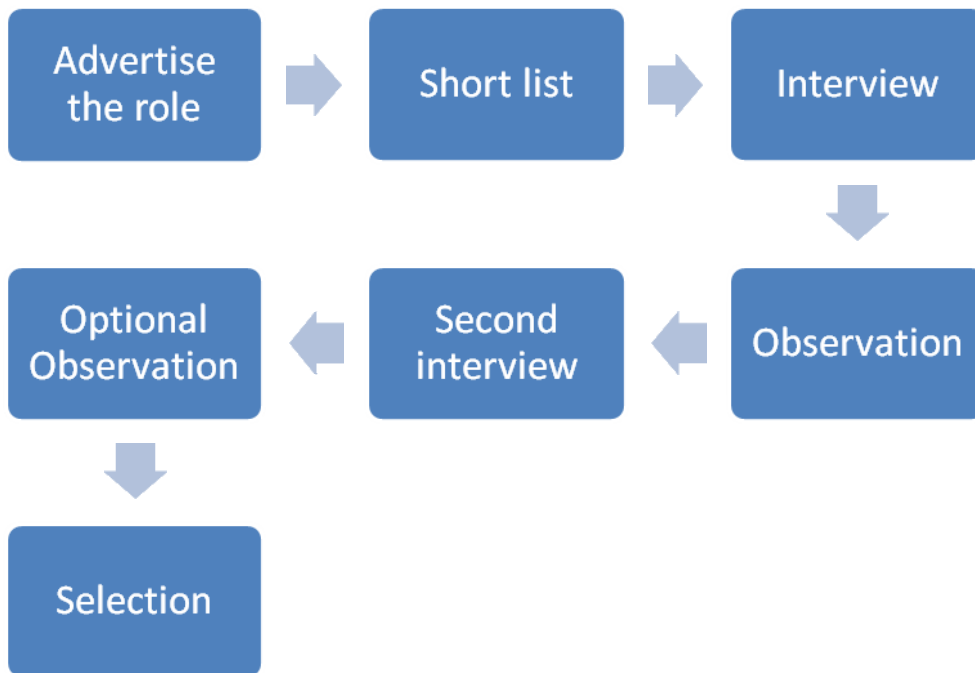 Advertise
the role
Short list
Interview
Observation
Second
interview
Optional
Observation
Selection